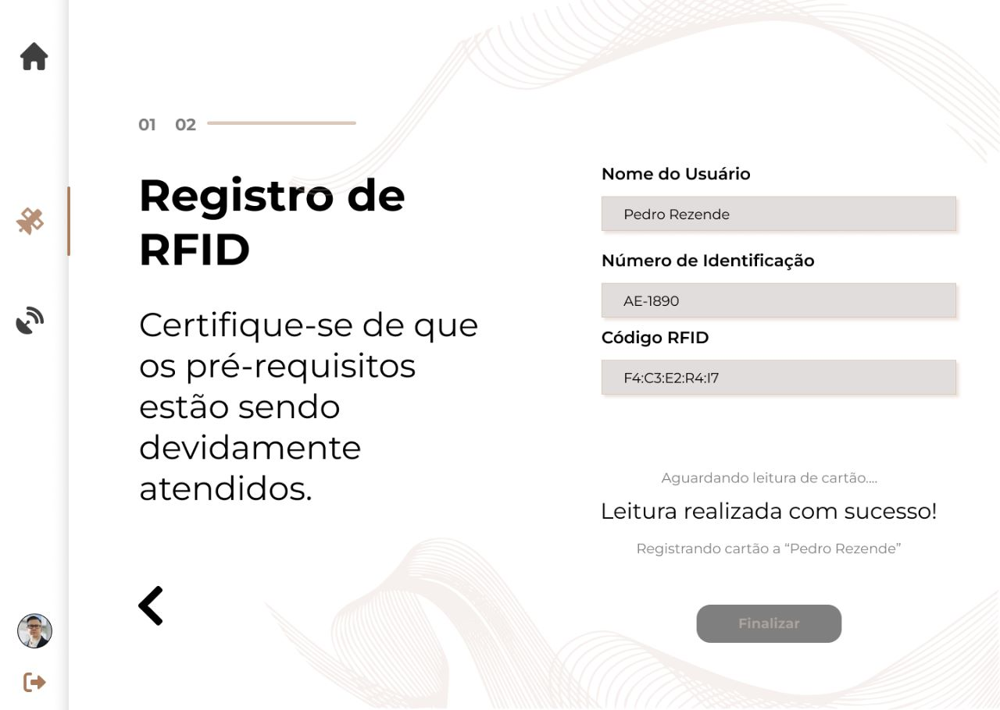 01 02
Registro de
RFID
Certifique-se de que
os pré-requisitos
estão sendo
devidamente
atendidos.
Nome do Usuário
Pedro Rezende
Número de Identificação
AE-1890
Código RFID
F4:C3:E2:R4:I7
Aguardando leitura de cartão....
Leitura realizada com sucesso!
Registrando cartão a “Pedro Rezende”
Finalizar